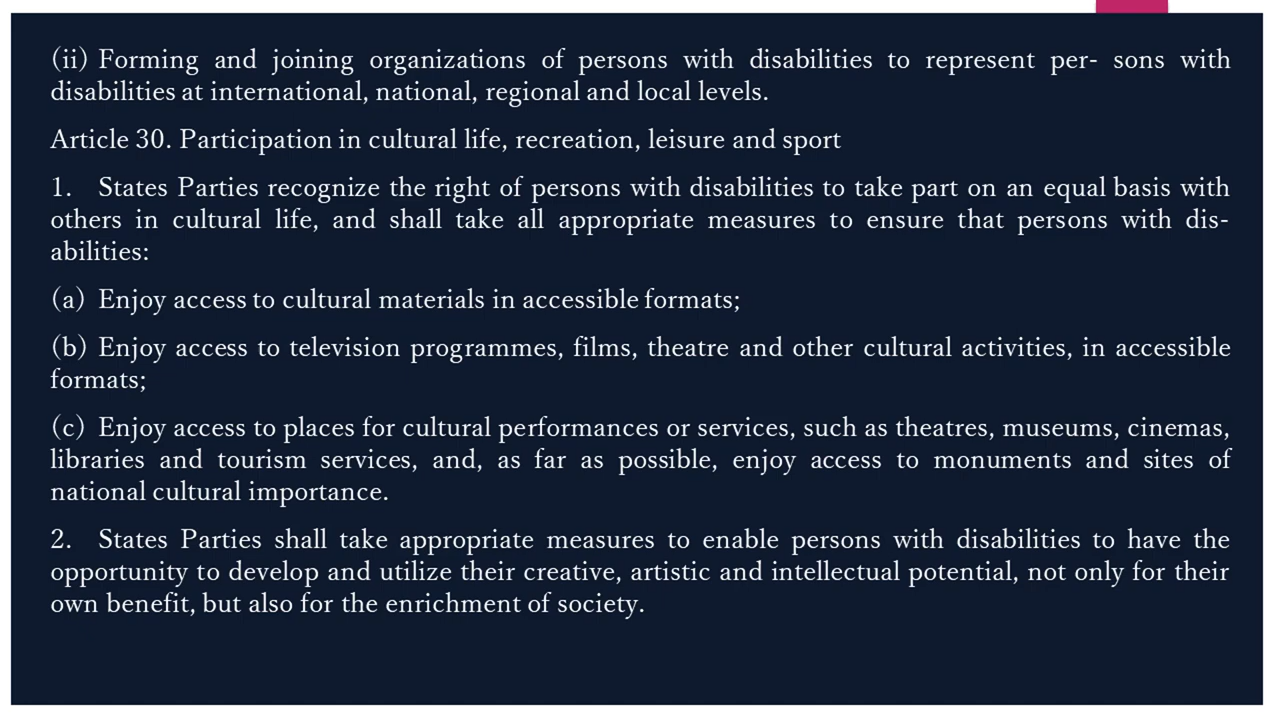 (ii) Forming and joining organizations of persons with disabilities to represent per- sons with
disabilities at international, national, regional and local levels.
Article 30. Participation in cultural life, recreation, leisure and sport
1. States Parties recognize the right of persons with disabilities to take part on an equal basis with
others in cultural life, and shall take all appropriate measures to ensure that persons with dis-
abilities:
(a) Enjoy access to cultural materials in accessible formats;
(b) Enjoy access to television programmes, films, theatre and other cultural activities, in accessible
formats;
(c) Enjoy access to places for cultural performances or services, such as theatres, museums, cinemas,
libraries and tourism services, and, as far as possible, enjoy access to monuments and sites of
national cultural importance.
2. States Parties shall take appropriate measures to enable persons with disabilities to have the
opportunity to develop and utilize their creative, artistic and intellectual potential, not only for their
own benefit, but also for the enrichment of society.